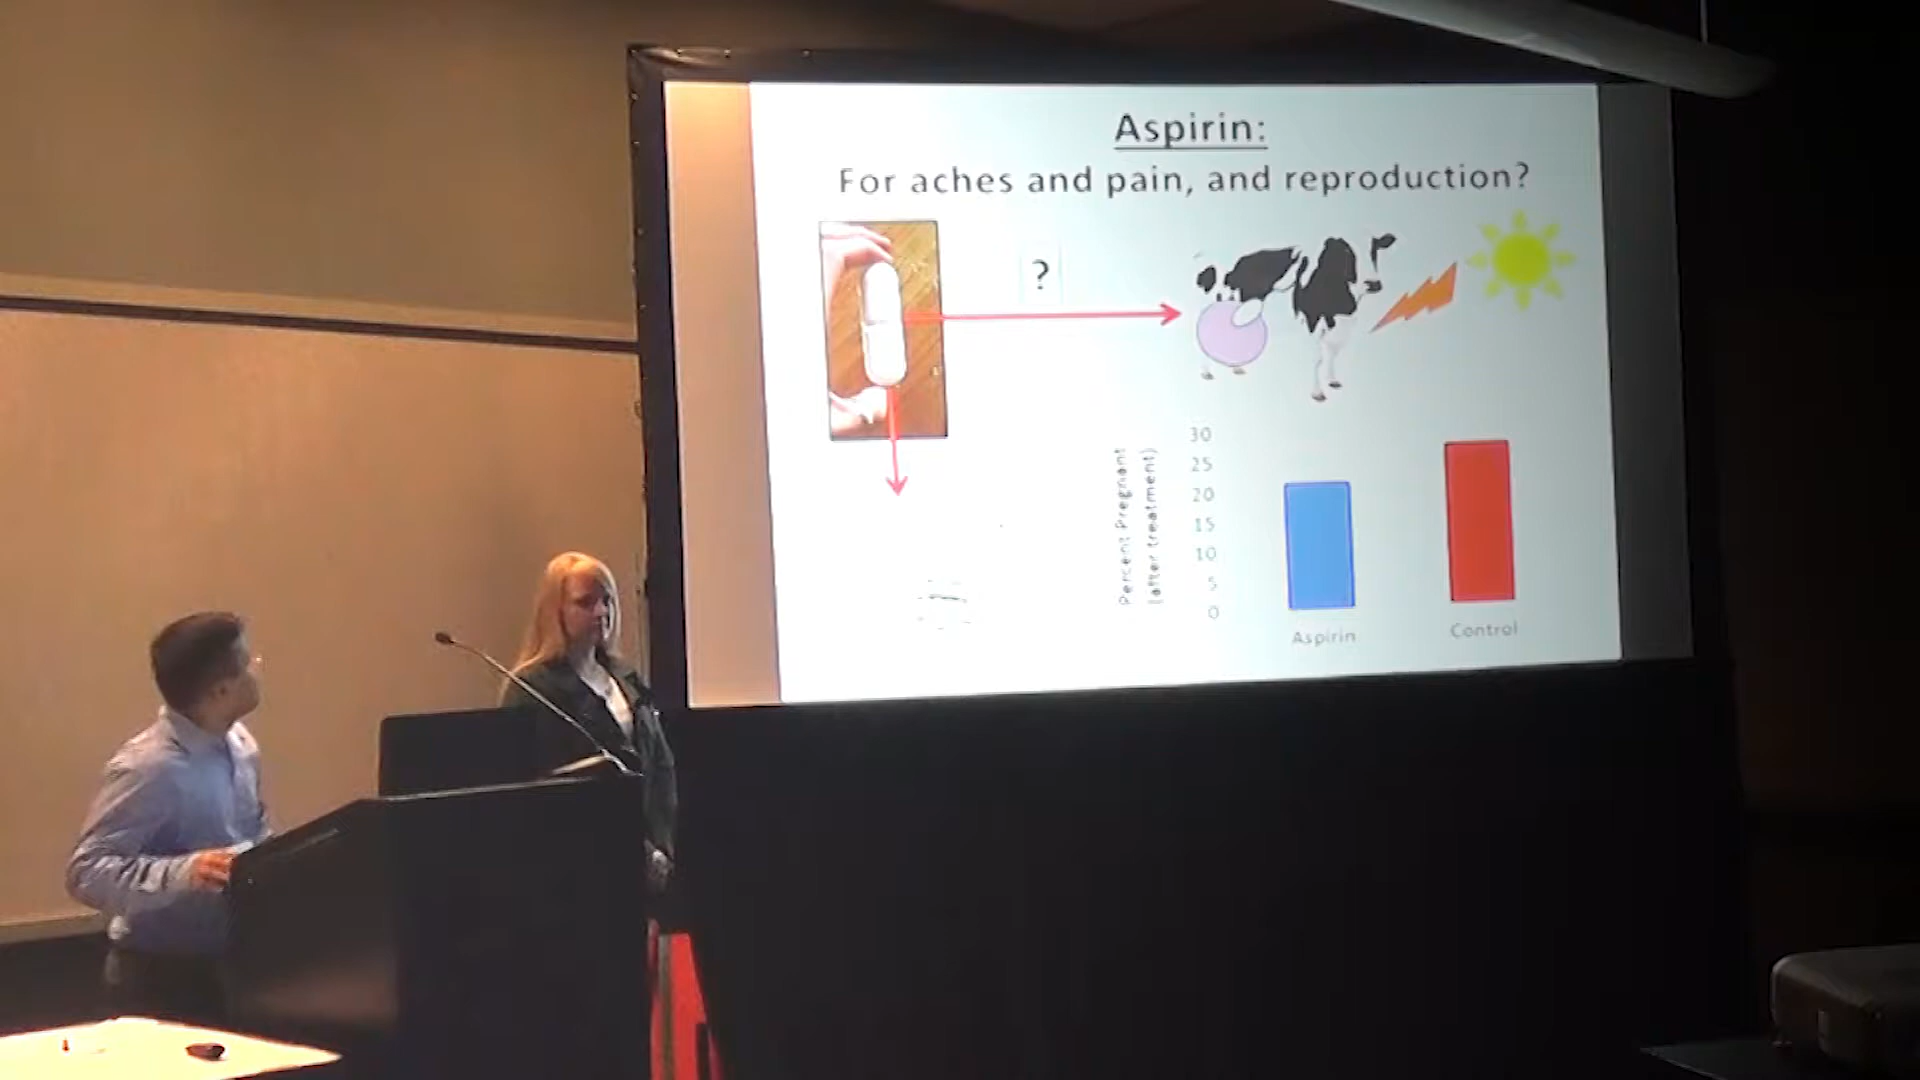 Aspirin:
For aches and pain, and reproduction?
?
Percent Pregnant
(after treatment)
30
25
20
15
10
5
0
Aspirin
Control